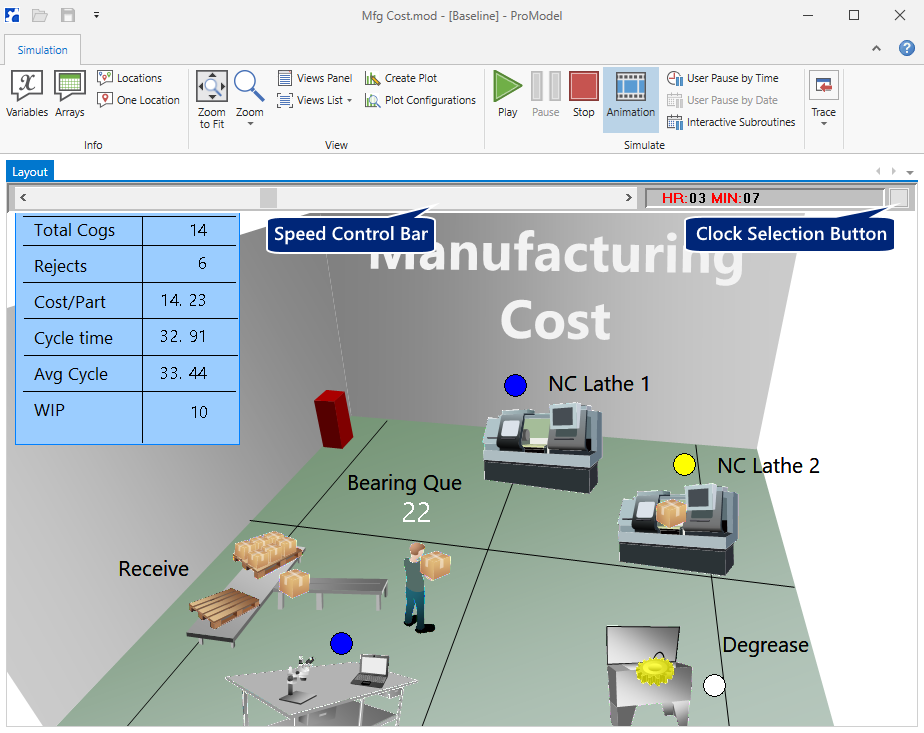 Mfg Cost.mod - [Baseline] - ProModel
Simulation
Variables
Arrays
Locations
One Location
Info
Zoom to Fit
Zoom
Views Panel
Views List
Create Plot
Plot Configurations
View
Play
Pause
Stop
Animation
User Pause by Time
User Pause by Date
Interactive Subroutines
Simulate
Trace
Layout
HR:03 MIN:07
Speed Control Bar
Clock Selection Button
Total Cogs 14
Rejects 6
Cost/Part 14. 23
Cycle time 32. 91
Avg Cycle 33. 44
WIP 10
Manufacturing
Cost
NC Lathe 1
NC Lathe 2
Bearing Que
22
Receive
Degrease